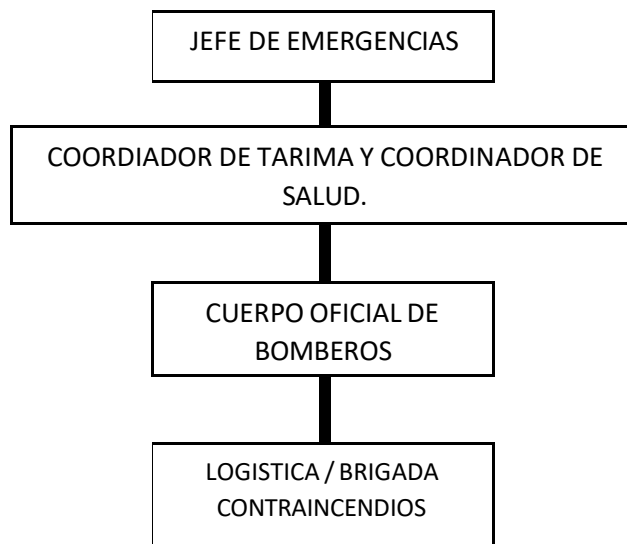 JEFE DE EMERGENCIAS
COORDIADOR DE TARIMA Y COORDINADOR DE
SALUD.
CUERPO OFICIAL DE
BOMBEROS
LOGISTICA / BRIGADA
CONTRAINCENDIOS